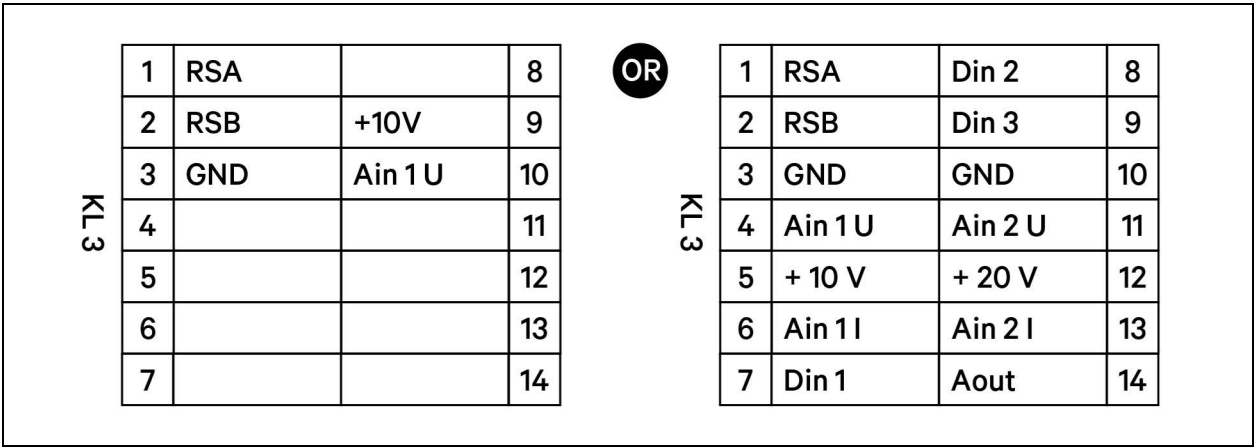 1 RSA 8 OR 1 RSA Din 2 8
2 RSB +10V 9 2 RSB Din 3 9
3 GND Ain 1 U 10 3 GND GND 10
KL 3 4 11 KL 3 4 Ain 1 U Ain 2 U 11
5 12 5 + 10 V + 20 V 12
6 13 6 Ain 1 I Ain 2 I 13
7 14 7 Din 1 Aout 14